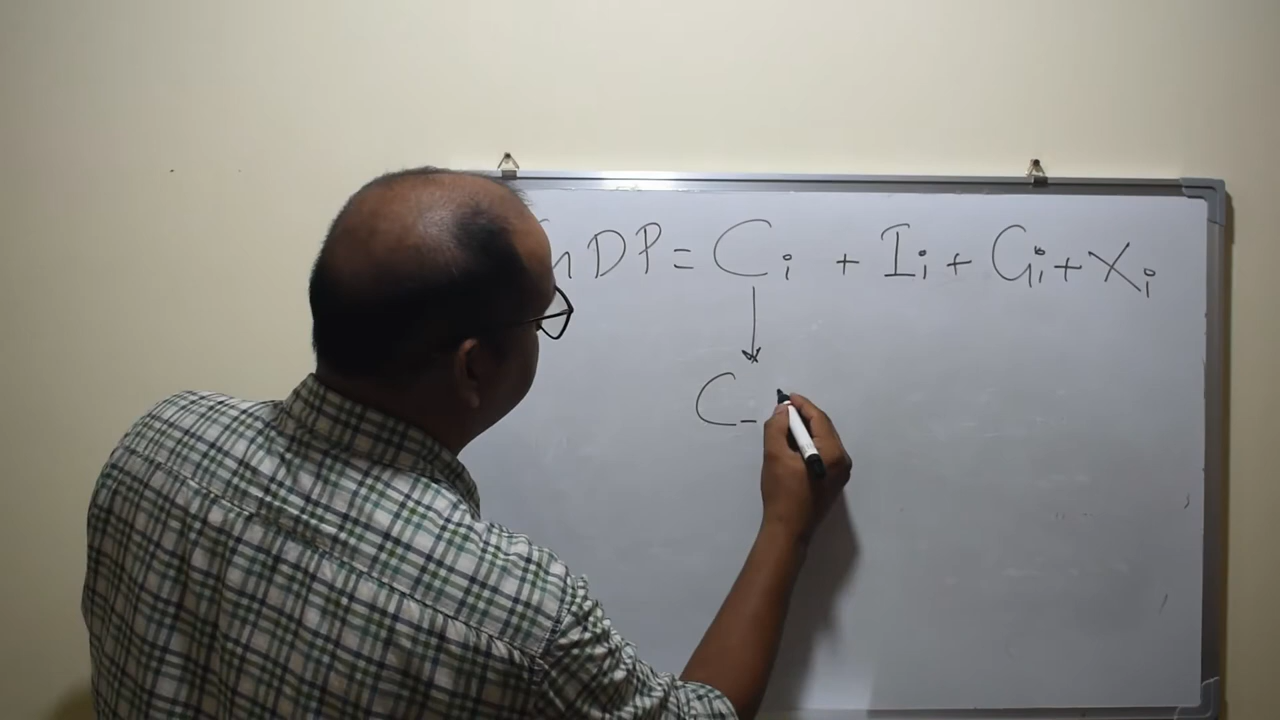 GDP = Ci + Ii + Gi + Xi
C -